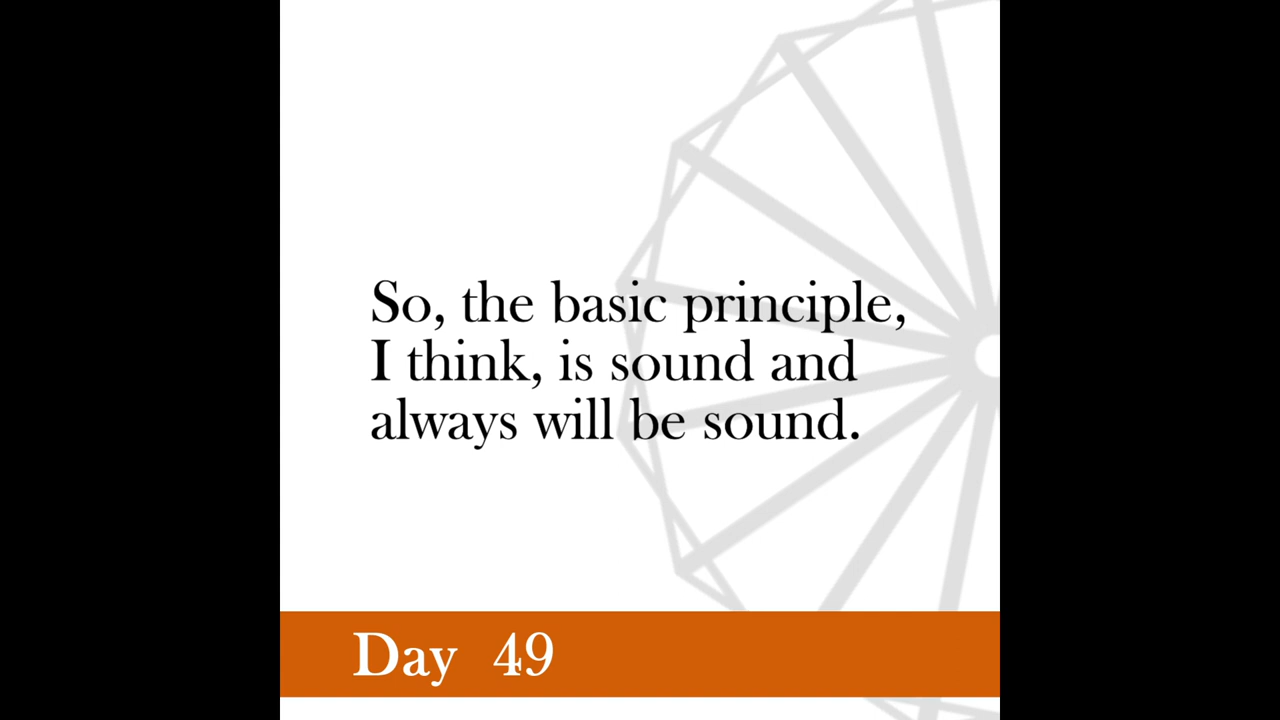 So, the basic principle,
I think, is sound and
always will be sound.
Day 49